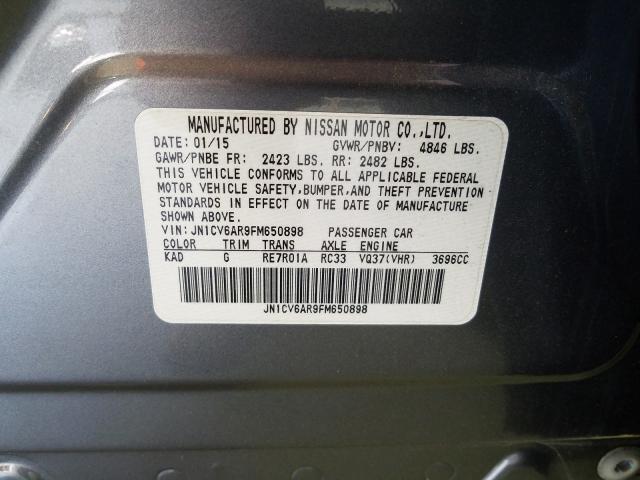 MANUFACTURED BY NISSAN MOTOR CO.,LTD.
DATE: 01/15 GVWR/PNBV: 4846 LBS.
GAWR/PNBE FR: 2423 LBS. RR: 2482 LBS.
THIS VEHICLE CONFORMS TO ALL APPLICABLE FEDERAL
MOTOR VEHICLE SAFETY,BUMPER,AND THEFT PREVENTION
STANDARDS IN EFFECT ON THE DATE OF MANUFACTURE
SHOWN ABOVE.
VIN: JN1CV6AR9FM650898 PASSENGER CAR
COLOR TRIM TRANS AXLE ENGINE
KAD G RE7R01A RC33 VQ37(VHR) 3696CC
JN1CV6AR9FM650898